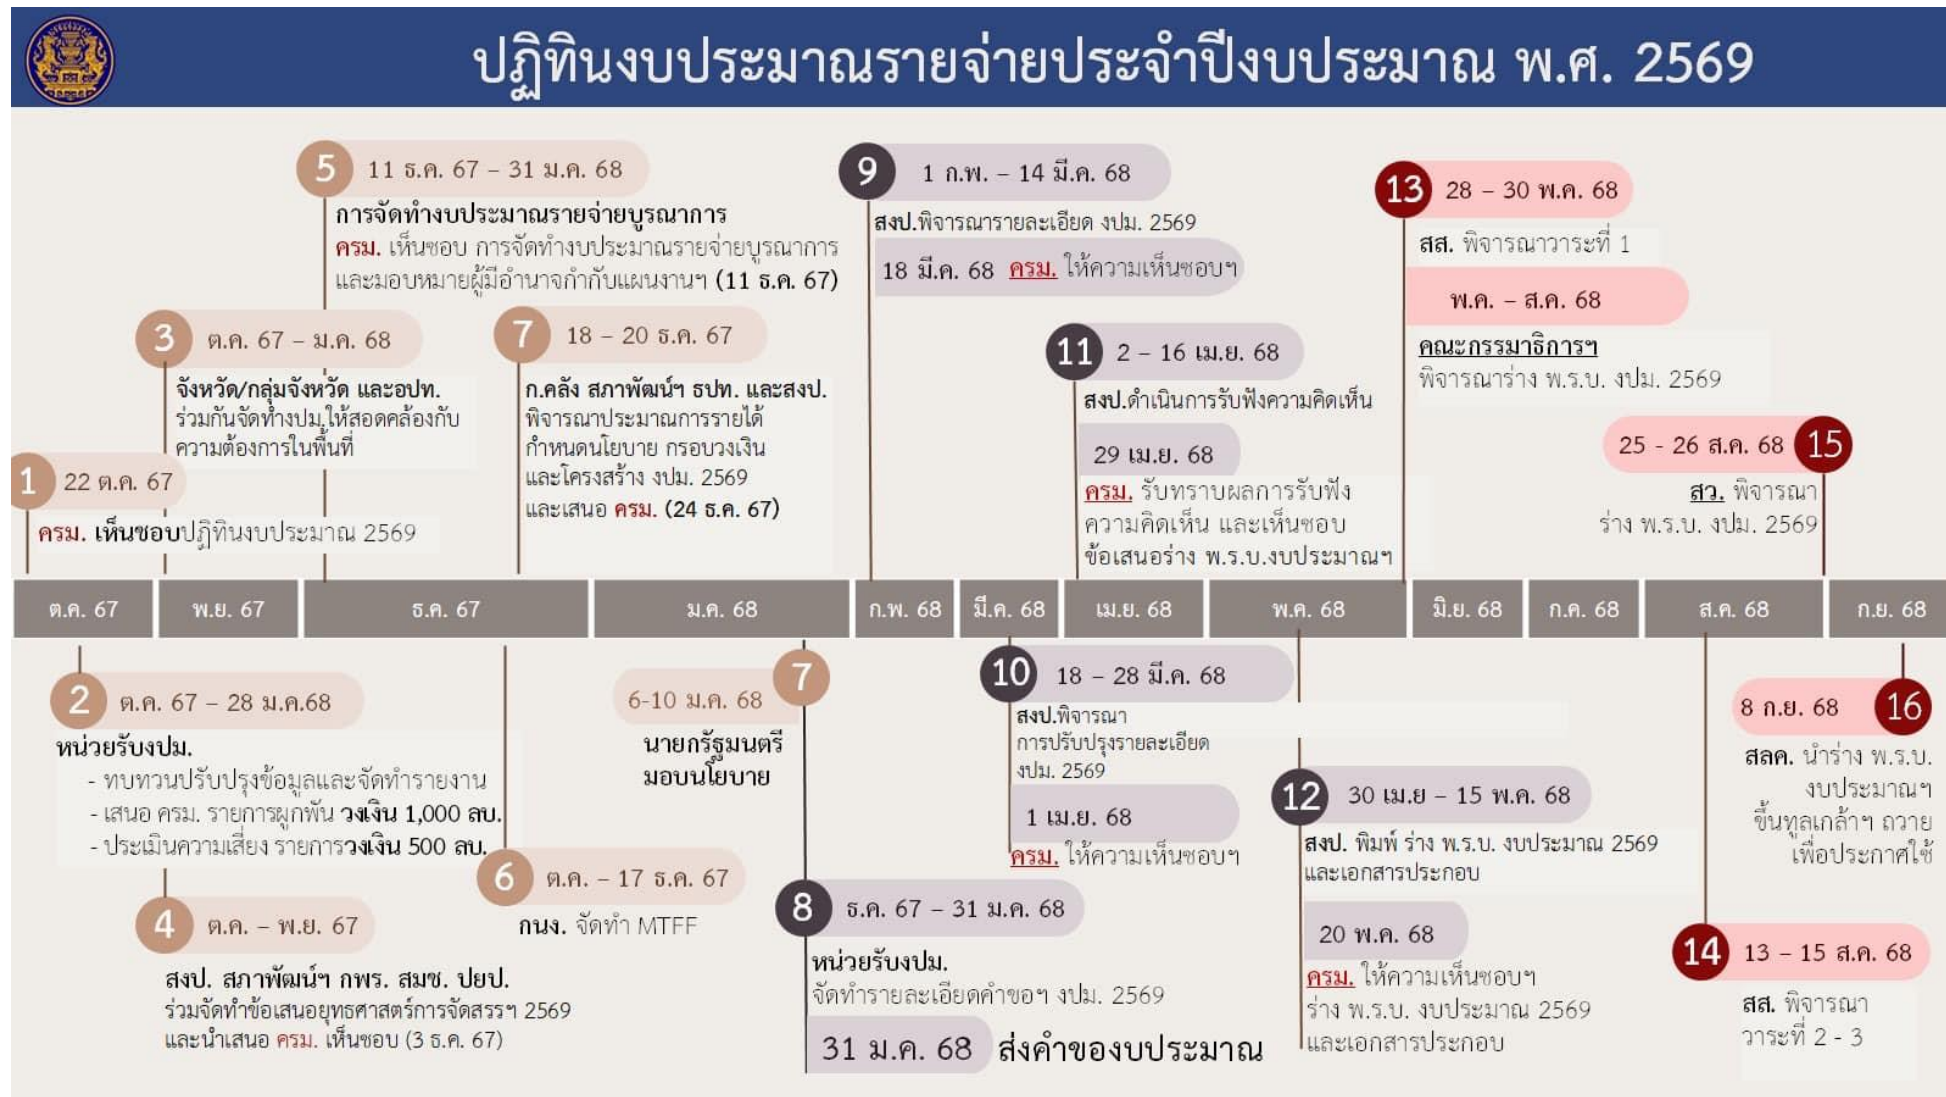 ปฏิทินงบประมาณรายจ่ายประจำปีงบประมาณ พ.ศ. 2569
5
11 ธ.ค. 67 – 31 ม.ค. 68
การจัดทำงบประมาณรายจ่ายบูรณาการ
ครม. เห็นชอบ การจัดทำงบประมาณรายจ่ายบูรณาการ
และมอบหมายผู้มีอำนาจกำกับแผนงานฯ (11 ธ.ค. 67)
3
ต.ค. 67 – ม.ค. 68
จังหวัด/กลุ่มจังหวัด และอปท.
ร่วมกันจัดทำงปม.ให้สอดคล้องกับ
ความต้องการในพื้นที่
1
22 ต.ค. 67
ครม. เห็นชอบปฏิทินงบประมาณ 2569
7
18 – 20 ธ.ค. 67
ก.คลัง สภาพัฒน์ฯ ธปท. และสงป.
พิจารณาประมาณการรายได้
กำหนดนโยบาย กรอบวงเงิน
และโครงสร้าง งปม. 2569
และเสนอ ครม. (24 ธ.ค. 67)
9
1 ก.พ. – 14 มี.ค. 68
สงป.พิจารณารายละเอียด งปม. 2569
18 มี.ค. 68 ครม. ให้ความเห็นชอบฯ
11
2 – 16 เม.ย. 68
สงป.ดำเนินการรับฟังความคิดเห็น
29 เม.ย. 68
ครม. รับทราบผลการรับฟัง
ความคิดเห็น และเห็นชอบ
ข้อเสนอร่าง พ.ร.บ.งบประมาณฯ
13
28 – 30 พ.ค. 68
สส. พิจารณาวาระที่ 1
พ.ค. – ส.ค. 68
คณะกรรมาธิการฯ
พิจารณาร่าง พ.ร.บ. งปม. 2569
25 - 26 ส.ค. 68
15
สว. พิจารณา
ร่าง พ.ร.บ. งปม. 2569
ต.ค. 67
พ.ย. 67
ธ.ค. 67
ม.ค. 68
ก.พ. 68
มี.ค. 68
เม.ย. 68
พ.ค. 68
มิ.ย. 68
ก.ค. 68
ส.ค. 68
ก.ย. 68
2
ต.ค. 67 – 28 ม.ค.68
หน่วยรับงปม.
- ทบทวนปรับปรุงข้อมูลและจัดทำรายงาน
- เสนอ ครม. รายการผูกพัน วงเงิน 1,000 ลบ.
- ประเมินความเสี่ยง รายการวงเงิน 500 ลบ.
4
ต.ค. – พ.ย. 67
สงป. สภาพัฒน์ฯ กพร. สมช. ปยป.
ร่วมจัดทำข้อเสนอยุทธศาสตร์การจัดสรรฯ 2569
และนำเสนอ ครม. เห็นชอบ (3 ธ.ค. 67)
6
ต.ค. – 17 ธ.ค. 67
กนง. จัดทำ MTFF
6-10 ม.ค. 68
7
นายกรัฐมนตรี
มอบนโยบาย
8
ธ.ค. 67 – 31 ม.ค. 68
หน่วยรับงปม.
จัดทำรายละเอียดคำขอฯ งปม. 2569
31 ม.ค. 68 ส่งคำของบประมาณ
10
18 – 28 มี.ค. 68
สงป.พิจารณา
การปรับปรุงรายละเอียด
งปม. 2569
1 เม.ย. 68
ครม. ให้ความเห็นชอบฯ
12
30 เม.ย – 15 พ.ค. 68
สงป. พิมพ์ ร่าง พ.ร.บ. งบประมาณ 2569
และเอกสารประกอบ
20 พ.ค. 68
ครม. ให้ความเห็นชอบฯ
ร่าง พ.ร.บ. งบประมาณ 2569
และเอกสารประกอบ
8 ก.ย. 68
16
สลค. นำร่าง พ.ร.บ.
งบประมาณฯ
ขึ้นทูลเกล้าฯ ถวาย
เพื่อประกาศใช้
14
13 – 15 ส.ค. 68
สส. พิจารณา
วาระที่ 2 - 3